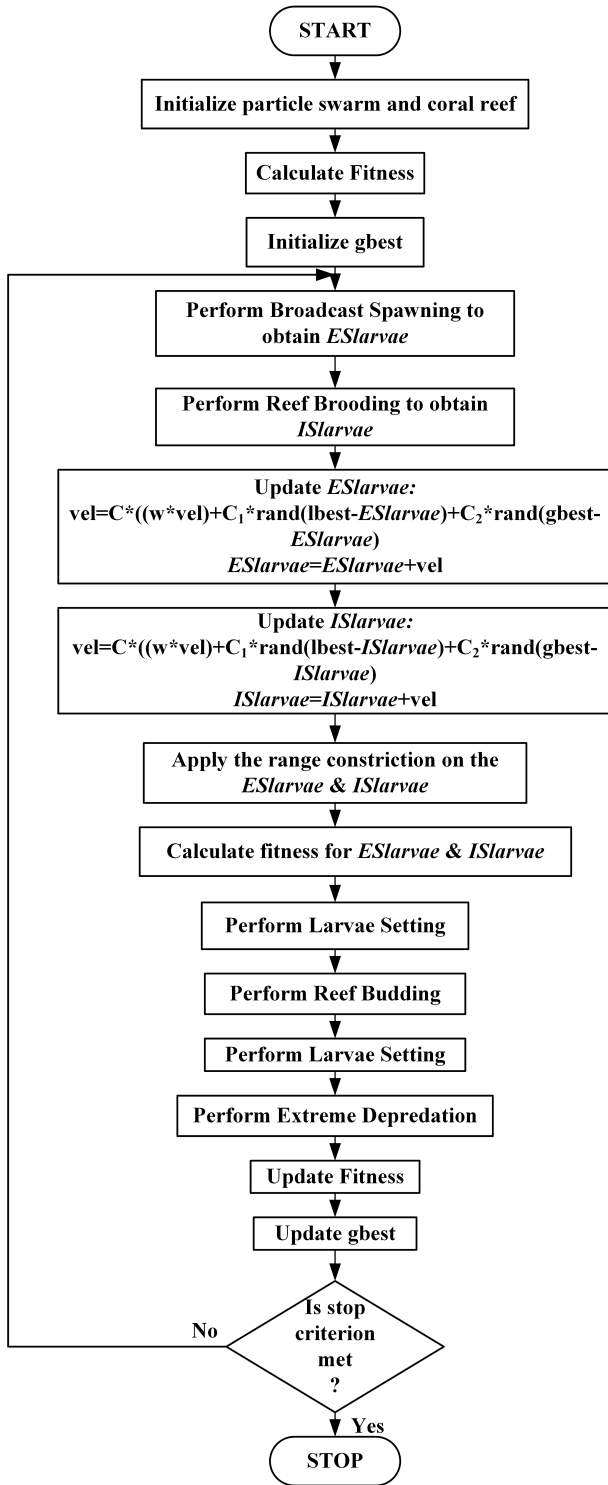 START
Initialize particle swarm and coral reef
Calculate Fitness
Initialize gbest
Perform Broadcast Spawning to
obtain ESlarvae
Perform Reef Brooding to obtain
ISlarvae
Update ESlarvae:
vel=C*((w*vel)+C₁*rand(lbest-ESlarvae)+C₂*rand(gbest-
ESlarvae)
ESlarvae=ESlarvae+vel
Update ISlarvae:
vel=C*((w*vel)+C₁*rand(lbest-ISlarvae)+C₂*rand(gbest-
ISlarvae)
ISlarvae=ISlarvae+vel
Apply the range constriction on the
ESlarvae & ISlarvae
Calculate fitness for ESlarvae & ISlarvae
Perform Larvae Setting
Perform Reef Budding
Perform Larvae Setting
Perform Extreme Depredation
Update Fitness
Update gbest
Is stop
criterion
met
?
No
Yes
STOP